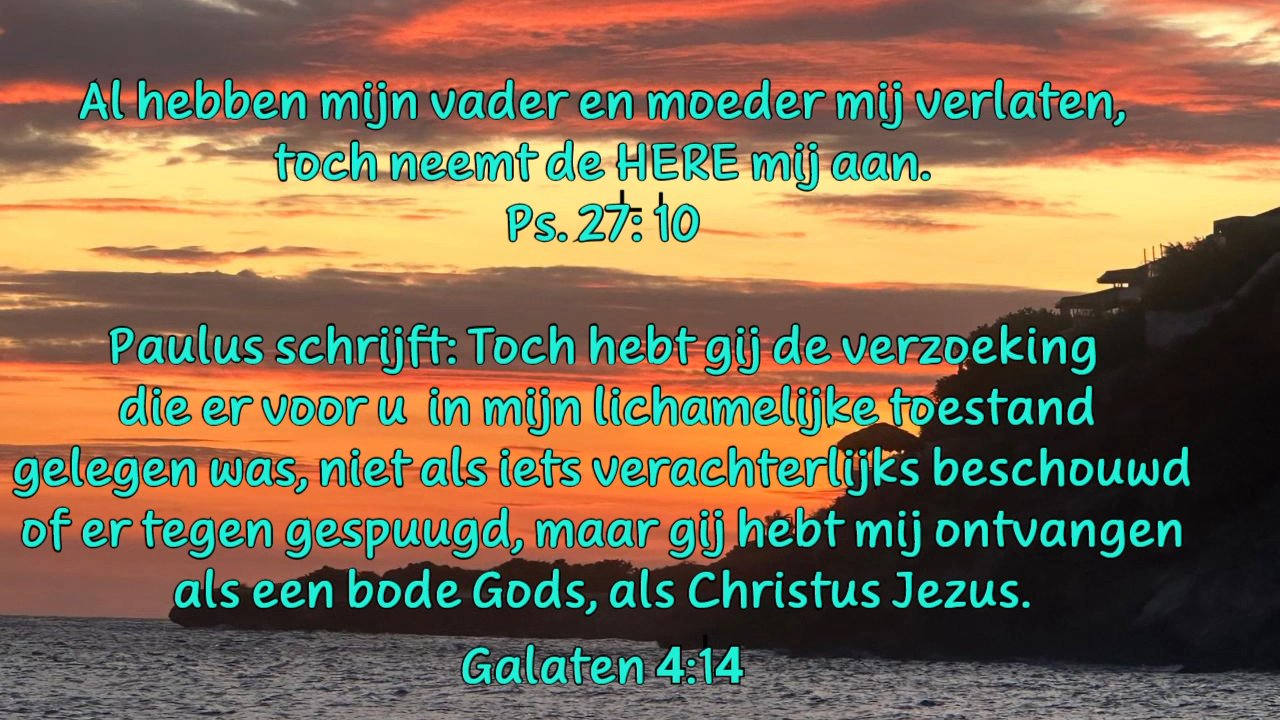 Al hebben mijn vader en moeder mij verlaten,
toch neemt de HERE mij aan.
Ps. 27: 10
Paulus schrijft: Toch hebt gij de verzoeking
die er voor u in mijn lichamelijke toestand
gelegen was, niet als iets verachterlijks beschouwd
of er tegen gespuugd, maar gij hebt mij ontvangen
als een bode Gods, als Christus Jezus.
Galaten 4:14